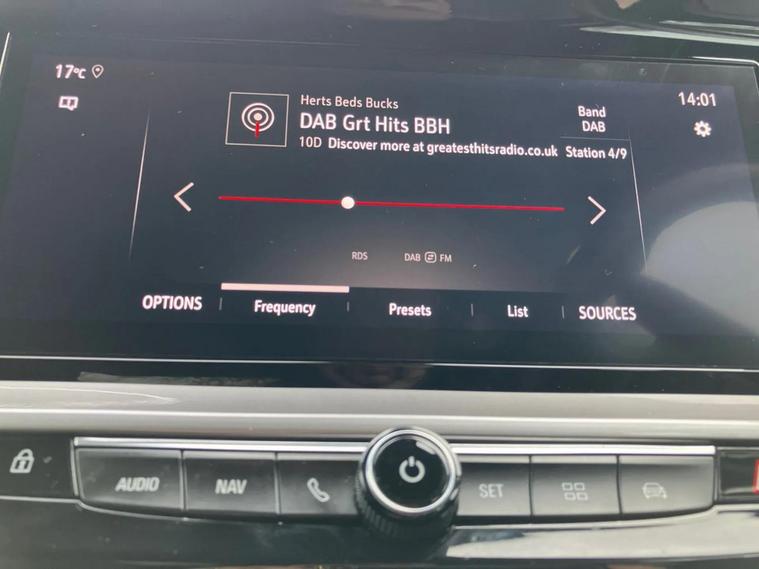 17°C
14:01
Herts Beds Bucks
DAB Grt Hits BBH
10D Discover more at greatesthitsradio.co.uk
Band
DAB
Station 4/9
RDS
DAB FM
OPTIONS
Frequency
Presets
List
SOURCES
AUDIO
NAV
SET